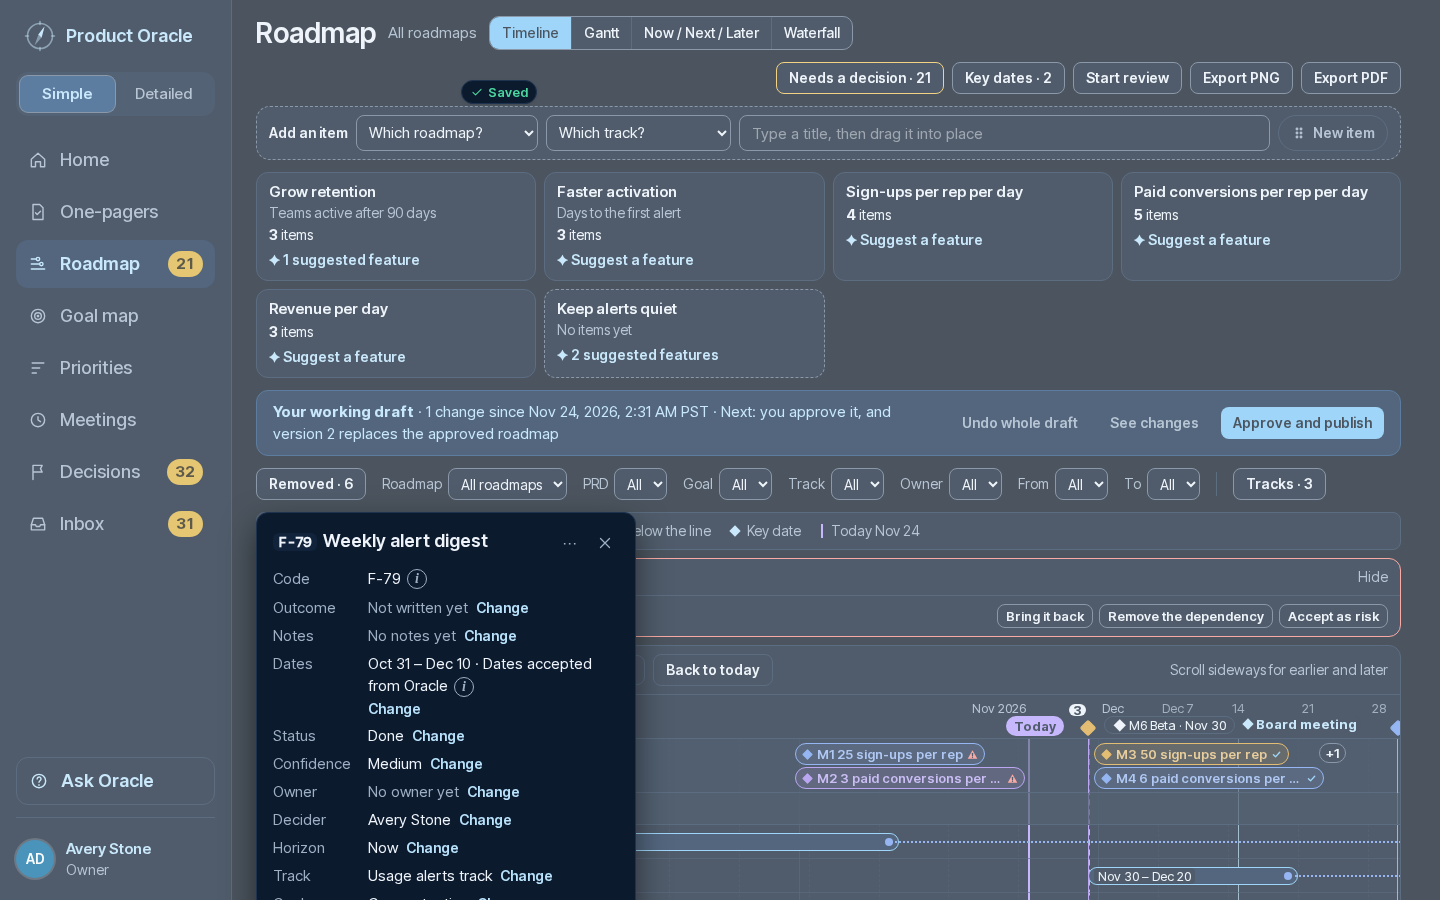 Product Oracle
Simple
Detailed
Home
One-pagers
Roadmap
21
Goal map
Priorities
Meetings
Decisions
32
Inbox
31
Ask Oracle
AD
Avery Stone
Owner
Roadmap
All roadmaps
Timeline
Gantt
Now / Next / Later
Waterfall
Needs a decision · 21
Key dates · 2
Start review
Export PNG
Export PDF
Saved
Add an item
Which roadmap?
Which track?
Type a title, then drag it into place
New item
Grow retention
Teams active after 90 days
3 items
1 suggested feature
Faster activation
Days to the first alert
3 items
Suggest a feature
Sign-ups per rep per day
4 items
Suggest a feature
Paid conversions per rep per day
5 items
Suggest a feature
Revenue per day
3 items
Suggest a feature
Keep alerts quiet
No items yet
2 suggested features
Your working draft · 1 change since Nov 24, 2026, 2:31 AM PST · Next: you approve it, and
version 2 replaces the approved roadmap
Undo whole draft
See changes
Approve and publish
Removed · 6
Roadmap
All roadmaps
PRD
All
Goal
All
Track
All
Owner
All
From
All
To
All
Tracks · 3
elow the line
Key date
Today Nov 24
F-79 Weekly alert digest
Code
F-79
Outcome
Not written yet Change
Notes
No notes yet Change
Dates
Oct 31 – Dec 10 · Dates accepted
from Oracle
Change
Status
Done Change
Confidence
Medium Change
Owner
No owner yet Change
Decider
Avery Stone Change
Horizon
Now Change
Track
Usage alerts track Change
Hide
Bring it back
Remove the dependency
Accept as risk
Back to today
Scroll sideways for earlier and later
Nov 2026
3
Dec
Dec 7
14
21
28
Today
M6 Beta · Nov 30
Board meeting
M1 25 sign-ups per rep
M3 50 sign-ups per rep
+1
M2 3 paid conversions per ...
M4 6 paid conversions per ...
Nov 30 – Dec 20